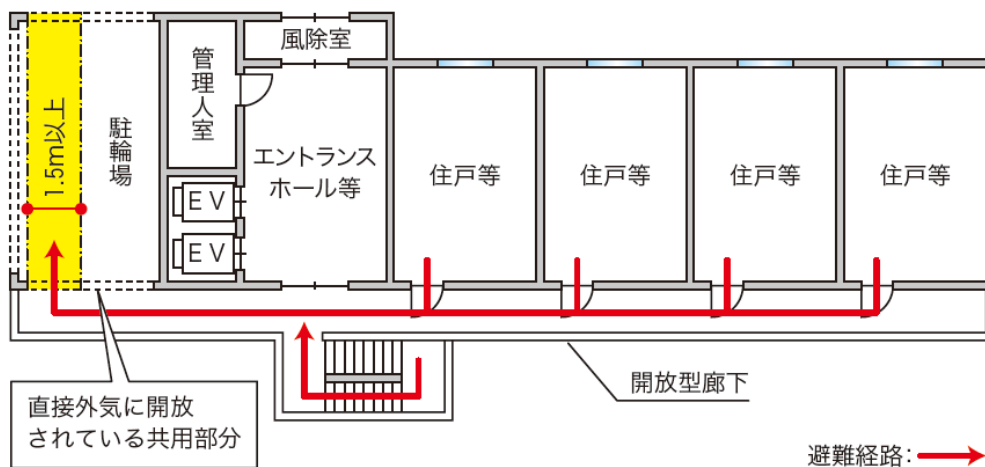 風除室
管理人室
1.5m以上
駐輪場
エントランス
ホール等
住戸等
住戸等
住戸等
住戸等
EV
EV
開放型廊下
直接外気に開放
されている共用部分
避難経路: